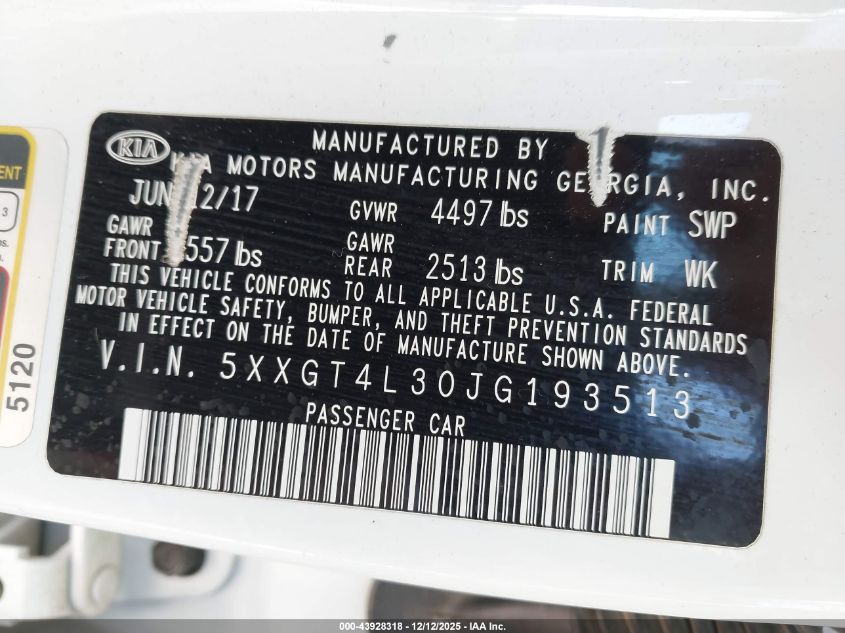 KIA
MANUFACTURED BY
MOTORS MANUFACTURING GEORGIA, INC.
JUN 12/17 GVWR 4497 lbs PAINT SWP
GAWR FRONT 557 lbs GAWR REAR 2513 lbs TRIM WK
THIS VEHICLE CONFORMS TO ALL APPLICABLE U.S.A. FEDERAL
MOTOR VEHICLE SAFETY, BUMPER, AND THEFT PREVENTION STANDARDS
IN EFFECT ON THE DATE OF MANUFACTURE SHOWN ABOVE.
V.I.N. 5XXGT4L30JG193513
PASSENGER CAR
3
5120
000-43928318 - 12/12/2025 - IAA Inc.